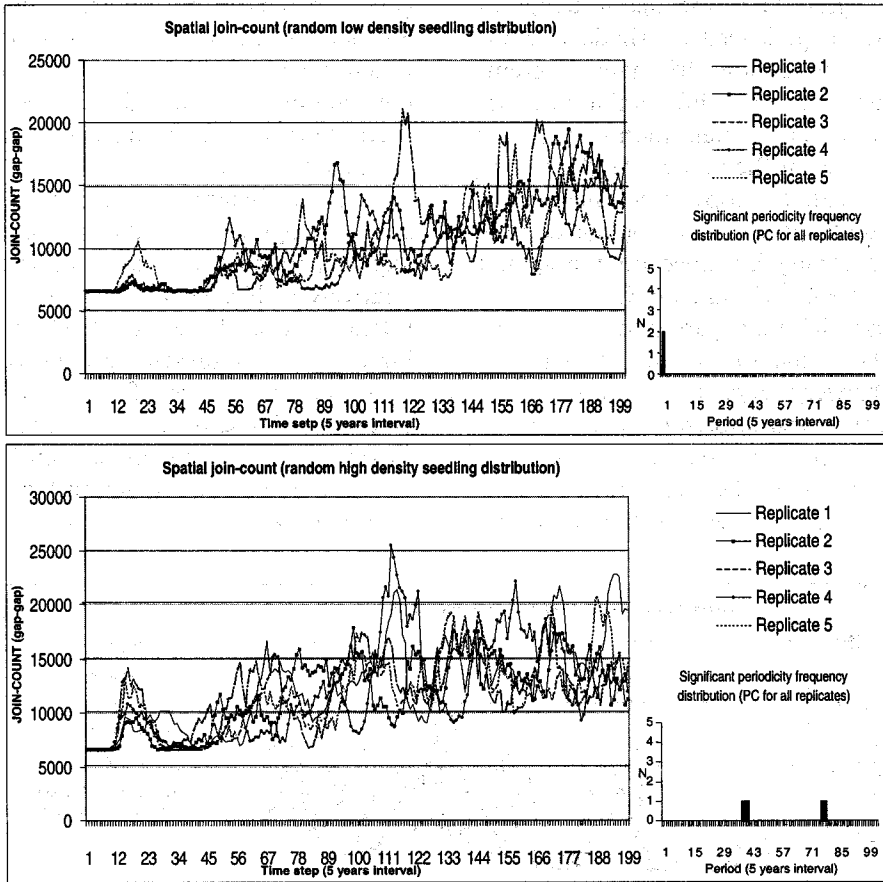 Spatial join-count (random low density seedling distribution)
25000
20000
15000
10000
5000
0
JOIN-COUNT (gap-gap)
1 12 23 34 45 56 67 78 89 100 111 122 133 144 155 166 177 188 199
Time setp (5 years interval)
Replicate 1
Replicate 2
Replicate 3
Replicate 4
Replicate 5
Significant periodicity frequency
distribution (PC for all replicates)
5
4
3
2
1
0
N
1 15 29 43 57 71 85 99
Period (5 years interval)
Spatial join-count (random high density seedling distribution)
30000
25000
20000
15000
10000
5000
0
JOIN-COUNT (gap-gap)
1 12 23 34 45 56 67 78 89 100 111 122 133 144 155 166 177 188 199
Time step (5 years interval)
Replicate 1
Replicate 2
Replicate 3
Replicate 4
Replicate 5
Significant periodicity frequency
distribution (PC for all replicates)
5
4
3
2
1
0
N
1 15 29 43 57 71 85 99
Period (5 years interval)